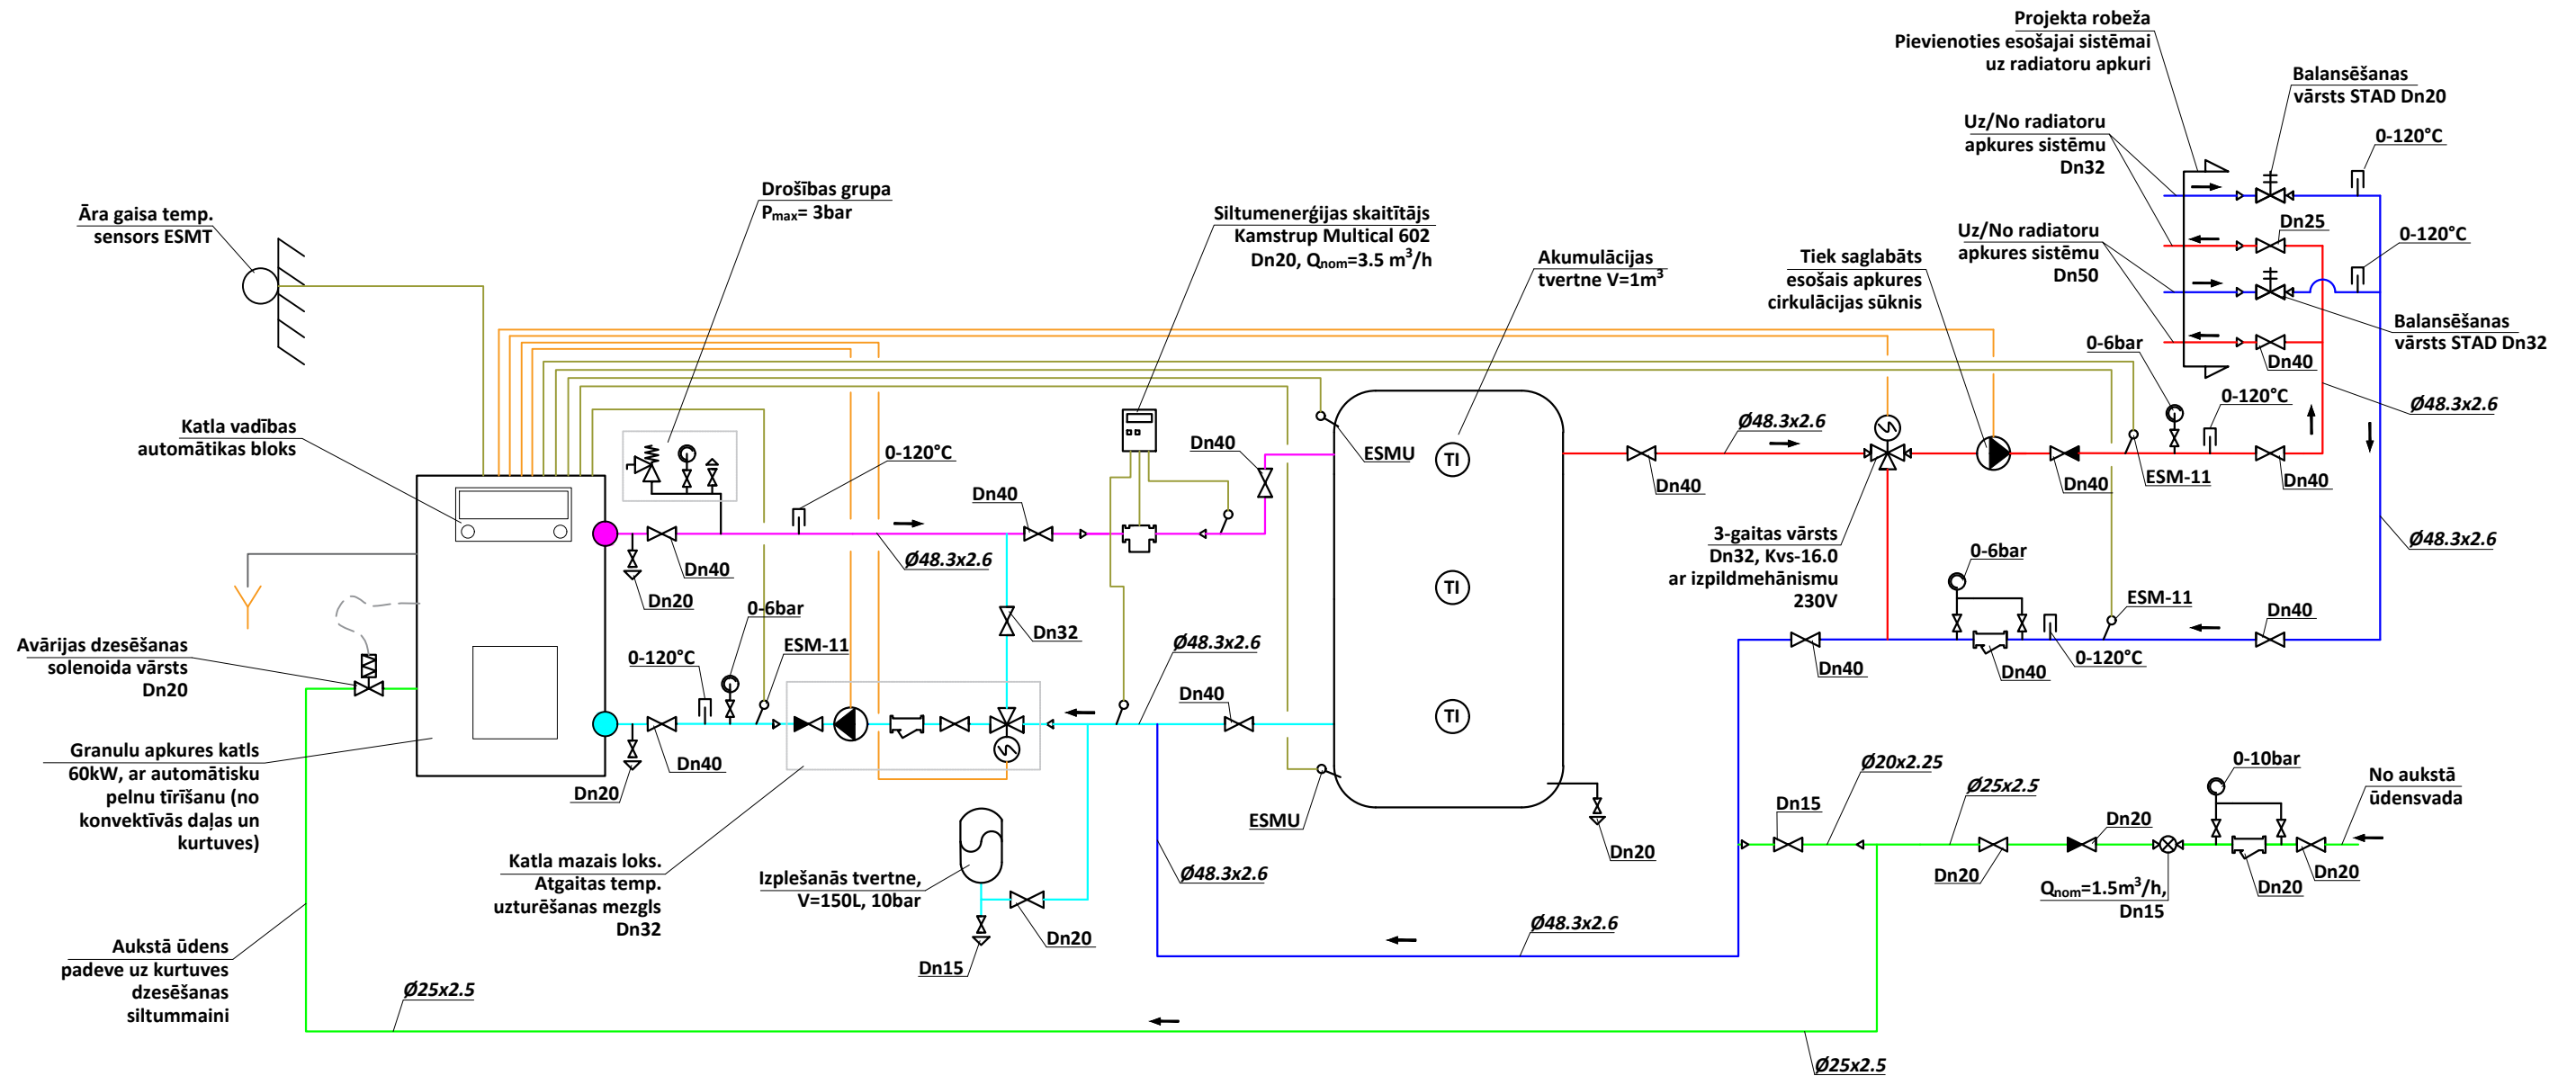 Projekta robeža
Pievienoties esošajai sistēmai
uz radiatoru apkuri
Balansēšanas
vārsts STAD Dn20
Uz/No radiatoru
apkures sistēmu
Dn32
0-120°C
Drošības grupa
Pmax= 3bar
Āra gaisa temp.
sensors ESMT
Siltumenerģijas skaitītājs
Kamstrup Multical 602
Dn20, Qnom=3.5 m³/h
Akumulācijas
tvertne V=1m³
Tiek saglabāts
esošais apkures
cirkulācijas sūknis
Uz/No radiatoru
apkures sistēmu
Dn50
Dn25
0-120°C
Balansēšanas
vārsts STAD Dn32
0-6bar
Dn40
0-120°C
Ø48.3x2.6
Katla vadības
automātikas bloks
0-120°C
Dn40
ESMU
TI
Ø48.3x2.6
Dn40
Dn40
ESM-11
Dn40
Dn40
Ø48.3x2.6
Dn40
Dn20
3-gaitas vārsts
Dn32, Kvs-16.0
ar izpildmehānismu
230V
0-6bar
Ø48.3x2.6
TI
0-6bar
Dn32
ESM-11
Dn40
Avārijas dzesēšanas
solenoida vārsts
Dn20
0-120°C
ESM-11
Ø48.3x2.6
Dn40
Dn40
0-120°C
Dn40
TI
Granulu apkures katls
60kW, ar automātisku
pelnu tīrīšanu (no
konvektīvās daļas un
kurtuves)
Dn40
Dn20
ESMU
Dn20
Dn15
Ø20x2.25
Ø25x2.5
0-10bar
No aukstā
ūdensvada
Dn20
Dn20
Qnom=1.5m³/h,
Dn15
Dn20
Dn20
Katla mazais loks.
Atgaitas temp.
uzturēšanas mezgls
Dn32
Izplešanās tvertne,
V=150L, 10bar
Ø48.3x2.6
Dn20
Dn15
Ø48.3x2.6
Aukstā ūdens
padeve uz kurtuves
dzesēšanas
siltummaini
Ø25x2.5
Ø25x2.5